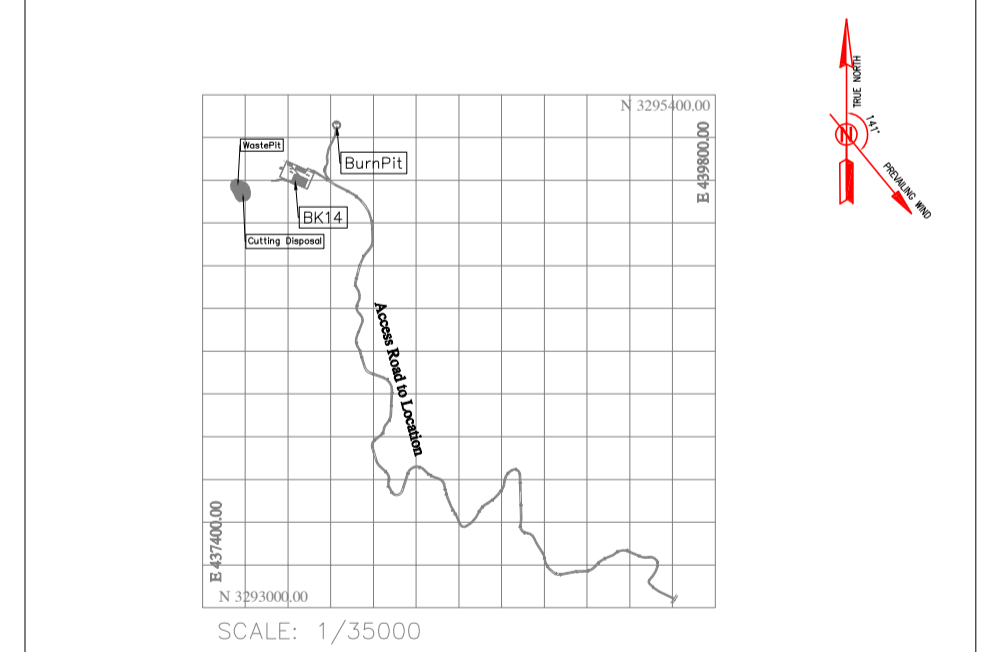 N 3295400.00
E 439800.00
TRUE NORTH
141°
N
PREVAILING WIND
WastePit
BurnPit
BK14
Cutting Disposal
Access Road to Location
E 437400.00
N 3293000.00
SCALE: 1/35000